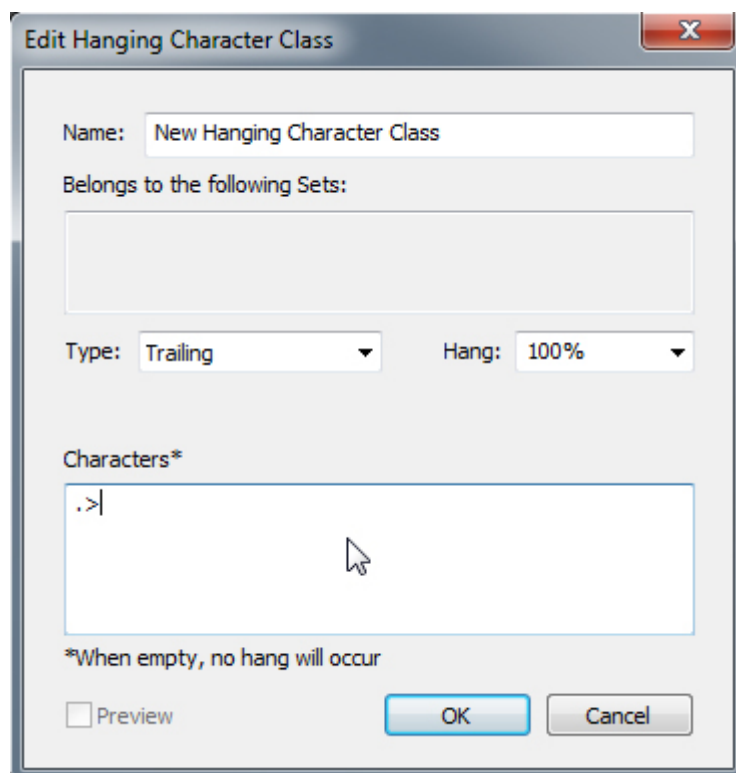 Edit Hanging Character Class
Name: New Hanging Character Class
Belongs to the following Sets:
Type: Trailing Hang: 100%
Characters*
.>
*When empty, no hang will occur
Preview OK Cancel